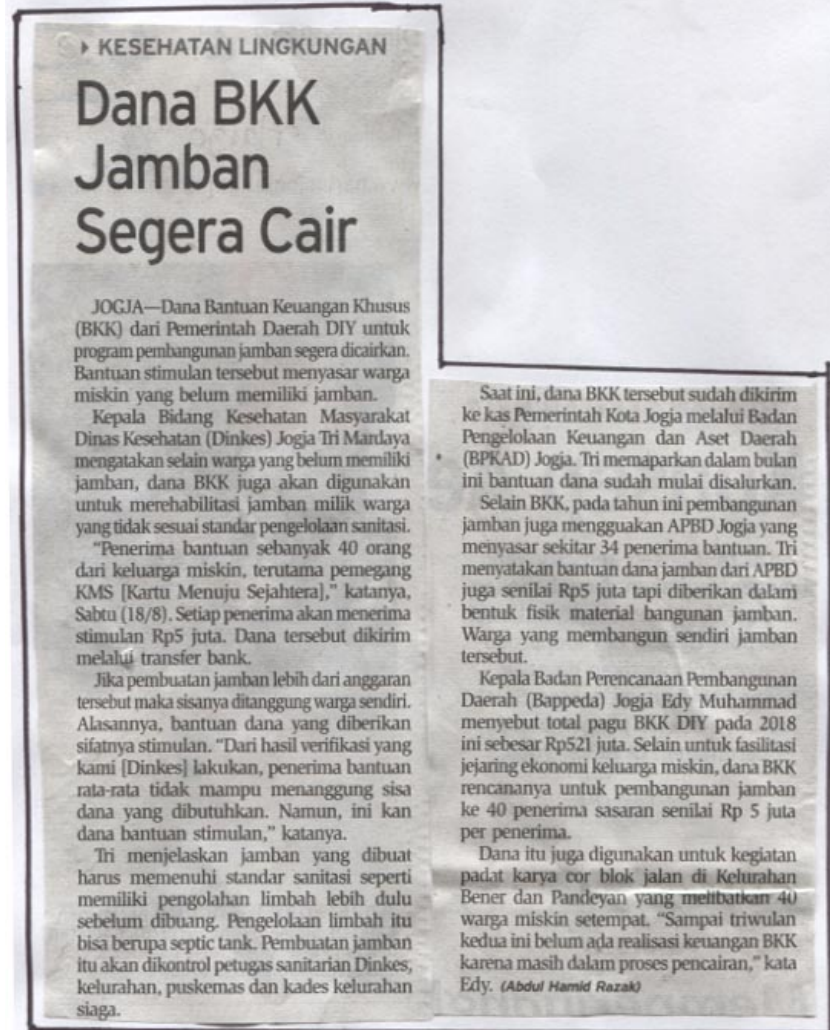 KESEHATAN LINGKUNGAN
Dana BKK
Jamban
Segera Cair
JOGJA—Dana Bantuan Keuangan Khusus
(BKK) dari Pemerintah Daerah DIY untuk
program pembangunan jamban segera dicairkan.
Bantuan stimulan tersebut menyasar warga
miskin yang belum memiliki jamban.
Kepala Bidang Kesehatan Masyarakat
Dinas Kesehatan (Dinkes) Jogja Tri Mardaya
mengatakan selain warga yang belum memiliki
jamban, dana BKK juga akan digunakan
untuk merehabilitasi jamban milik warga
yang tidak sesuai standar pengelolaan sanitasi.
“Penerima bantuan sebanyak 40 orang
dari keluarga miskin, terutama pemegang
KMS [Kartu Menuju Sejahtera],” katanya,
Sabtu (18/8). Setiap penerima akan menerima
stimulan Rp5 juta. Dana tersebut dikirim
melalui transfer bank.
Jika pembuatan jamban lebih dari anggaran
tersebut maka sisanya ditanggung warga sendiri.
Alasannya, bantuan dana yang diberikan
sifatnya stimulan. “Dari hasil verifikasi yang
kami [Dinkes] lakukan, penerima bantuan
rata-rata tidak mampu menanggung sisa
dana yang dibutuhkan. Namun, ini kan
dana bantuan stimulan,” katanya.
Tri menjelaskan jamban yang dibuat
harus memenuhi standar sanitasi seperti
memiliki pengolahan limbah lebih dulu
sebelum dibuang. Pengelolaan limbah itu
bisa berupa septic tank. Pembuatan jamban
itu akan dikontrol petugas sanitarian Dinkes,
kelurahan, puskemas dan kades kelurahan
siaga.
Saat ini, dana BKK tersebut sudah dikirim
ke kas Pemerintah Kota Jogja melalui Badan
Pengelolaan Keuangan dan Aset Daerah
(BPKAD) Jogja. Tri memaparkan dalam bulan
ini bantuan dana sudah mulai disalurkan.
Selain BKK, pada tahun ini pembangunan
jamban juga mengguakan APBD Jogja yang
menyasar sekitar 34 penerima bantuan. Tri
menyatakan bantuan dana jamban dari APBD
juga senilai Rp5 juta tapi diberikan dalam
bentuk fisik material bangunan jamban.
Warga yang membangun sendiri jamban
tersebut.
Kepala Badan Perencanaan Pembangunan
Daerah (Bappeda) Jogja Edy Muhammad
menyebut total pagu BKK DIY pada 2018
ini sebesar Rp521 juta. Selain untuk fasilitasi
jejaring ekonomi keluarga miskin, dana BKK
rencananya untuk pembangunan jamban
ke 40 penerima sasaran senilai Rp 5 juta
per penerima.
Dana itu juga digunakan untuk kegiatan
padat karya cor blok jalan di Kelurahan
Bener dan Pandeyan yang melibatkan 40
warga miskin setempat. “Sampai triwulan
kedua ini belum ada realisasi keuangan BKK
karena masih dalam proses pencairan,” kata
Edy. (Abdul Hamid Razak)